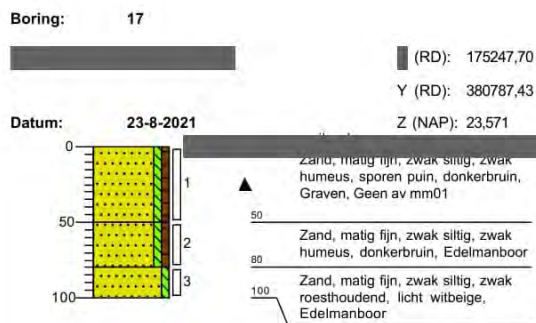 Boring: 17
(RD): 175247,70
Y (RD): 380787,43
Datum: 23-8-2021
Z (NAP): 23,571
0
Zand, matig fijn, zwak siltig, zwak
humeus, sporen puin, donkerbruin,
Graven, Geen av mm01
1
50
50
Zand, matig fijn, zwak siltig, zwak
humeus, donkerbruin, Edelmanboor
2
80
Zand, matig fijn, zwak siltig, zwak
roesthoudend, licht witbeige,
Edelmanboor
3
100
100